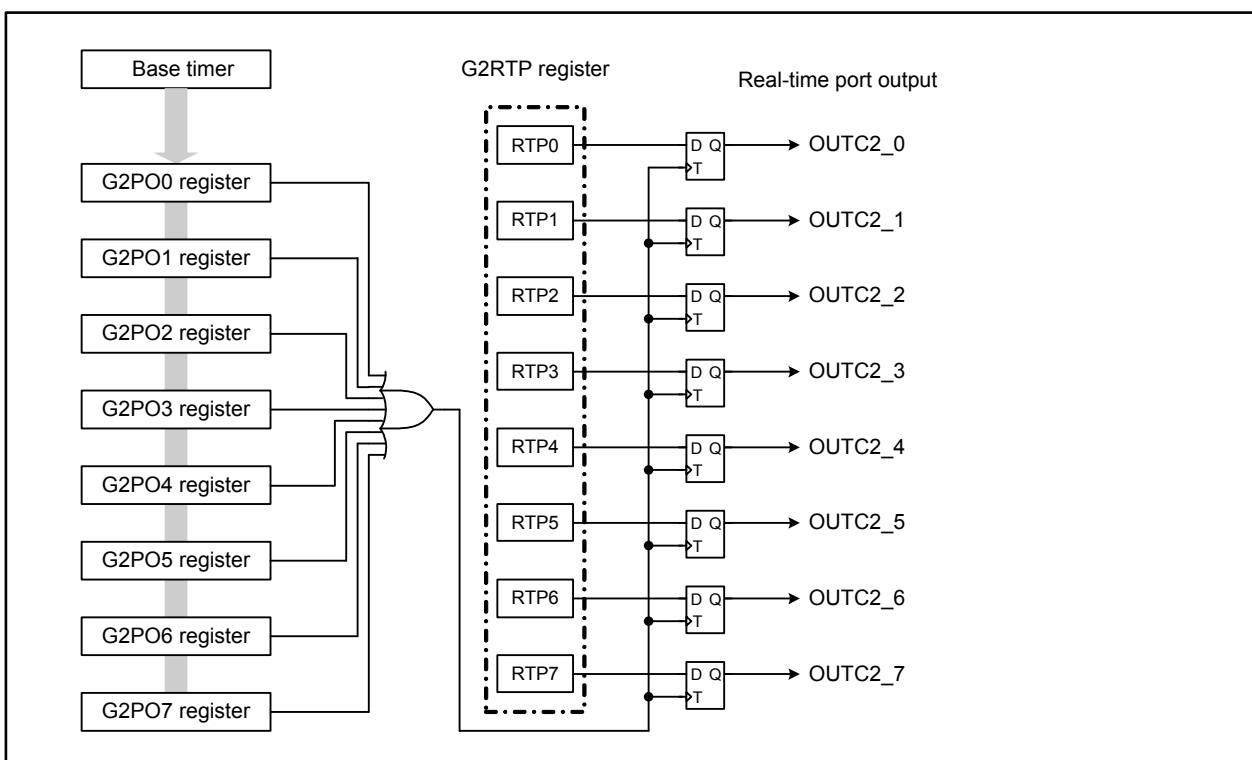 Base timer
G2PO0 register
G2PO1 register
G2PO2 register
G2PO3 register
G2PO4 register
G2PO5 register
G2PO6 register
G2PO7 register
G2RTP register
RTP0
RTP1
RTP2
RTP3
RTP4
RTP5
RTP6
RTP7
Real-time port output
D Q
T
OUTC2_0
D Q
T
OUTC2_1
D Q
T
OUTC2_2
D Q
T
OUTC2_3
D Q
T
OUTC2_4
D Q
T
OUTC2_5
D Q
T
OUTC2_6
D Q
T
OUTC2_7